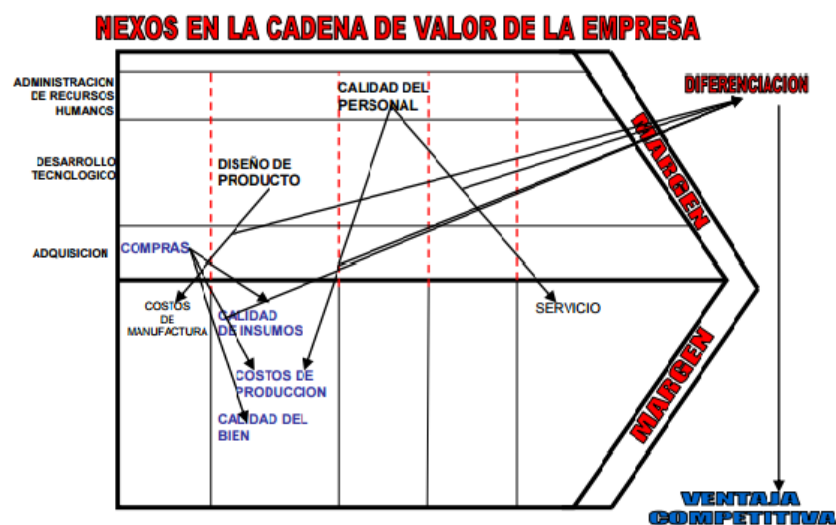 NEXOS EN LA CADENA DE VALOR DE LA EMPRESA
ADMINISTRACION
DE RECURSOS
HUMANOS
CALIDAD DEL
PERSONAL
DIFERENCIACION
MARGEN
DESARROLLO
TECNOLOGICO
DISEÑO DE
PRODUCTO
ADQUISICION
COMPRAS
COSTOS
DE
MANUFACTURA
CALIDAD
DE INSUMOS
SERVICIO
COSTOS DE
PRODUCCION
CALIDAD DEL
BIEN
MARGEN
VENTAJA
COMPETITIVA